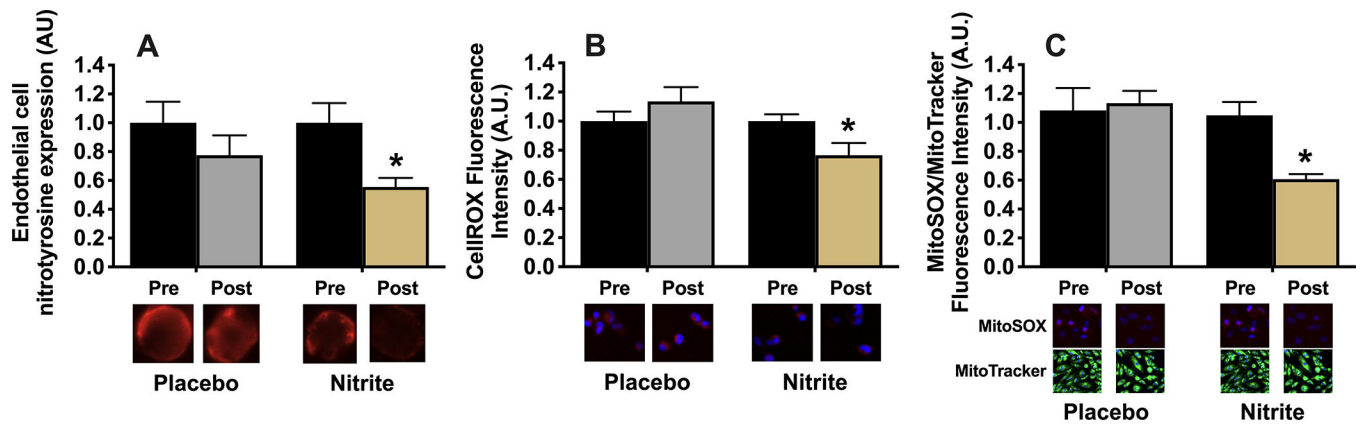 A
Endothelial cell
nitrotyrosine expression (AU)
1.4
1.2
1.0
0.8
0.6
0.4
0.2
0.0
*
Pre Post Pre Post
Placebo Nitrite
B
CellROX Fluorescence
Intensity (A.U.)
1.4
1.2
1.0
0.8
0.6
0.4
0.2
0.0
*
Pre Post Pre Post
Placebo Nitrite
C
MitoSOX/MitoTracker
Fluorescence Intensity (A.U.)
1.4
1.2
1.0
0.8
0.6
0.4
0.2
0.0
*
Pre Post Pre Post
MitoSOX
MitoTracker
Placebo Nitrite